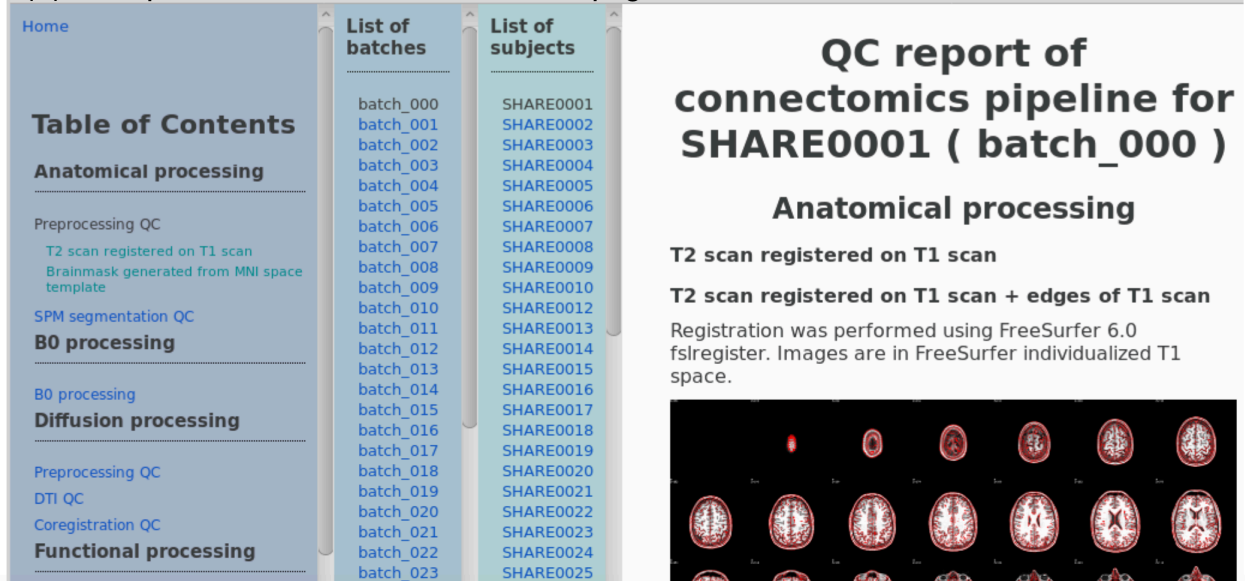 Home
Table of Contents
Anatomical processing
Preprocessing QC
T2 scan registered on T1 scan
Brainmask generated from MNI space
template
SPM segmentation QC
B0 processing
B0 processing
Diffusion processing
Preprocessing QC
DTI QC
Coregistration QC
Functional processing
List of
batches
batch_000
batch_001
batch_002
batch_003
batch_004
batch_005
batch_006
batch_007
batch_008
batch_009
batch_010
batch_011
batch_012
batch_013
batch_014
batch_015
batch_016
batch_017
batch_018
batch_019
batch_020
batch_021
batch_022
batch_023
List of
subjects
SHARE0001
SHARE0002
SHARE0003
SHARE0004
SHARE0005
SHARE0006
SHARE0007
SHARE0008
SHARE0009
SHARE0010
SHARE0012
SHARE0013
SHARE0014
SHARE0015
SHARE0016
SHARE0017
SHARE0018
SHARE0019
SHARE0020
SHARE0021
SHARE0022
SHARE0023
SHARE0024
SHARE0025
QC report of
connectomics pipeline for
SHARE0001 ( batch_000 )
Anatomical processing
T2 scan registered on T1 scan
T2 scan registered on T1 scan + edges of T1 scan
Registration was performed using FreeSurfer 6.0
fslregister. Images are in FreeSurfer individualized T1
space.